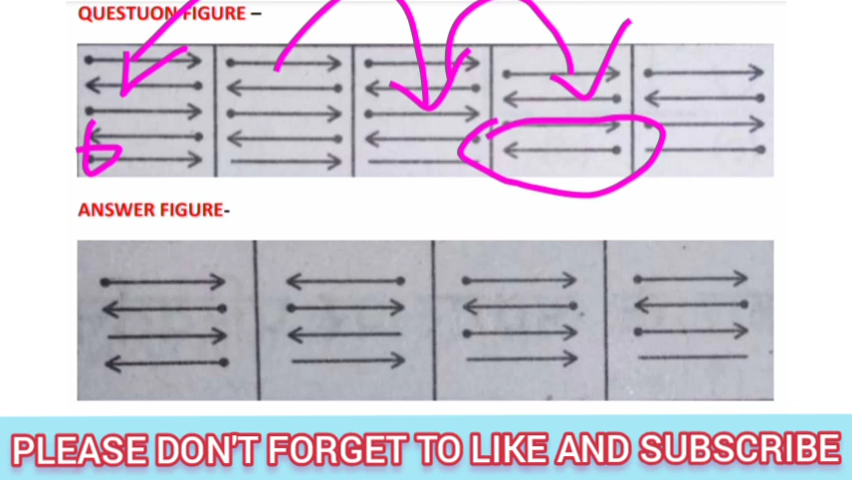 QUESTUON FIGURE –
ANSWER FIGURE-
PLEASE DON'T FORGET TO LIKE AND SUBSCRIBE